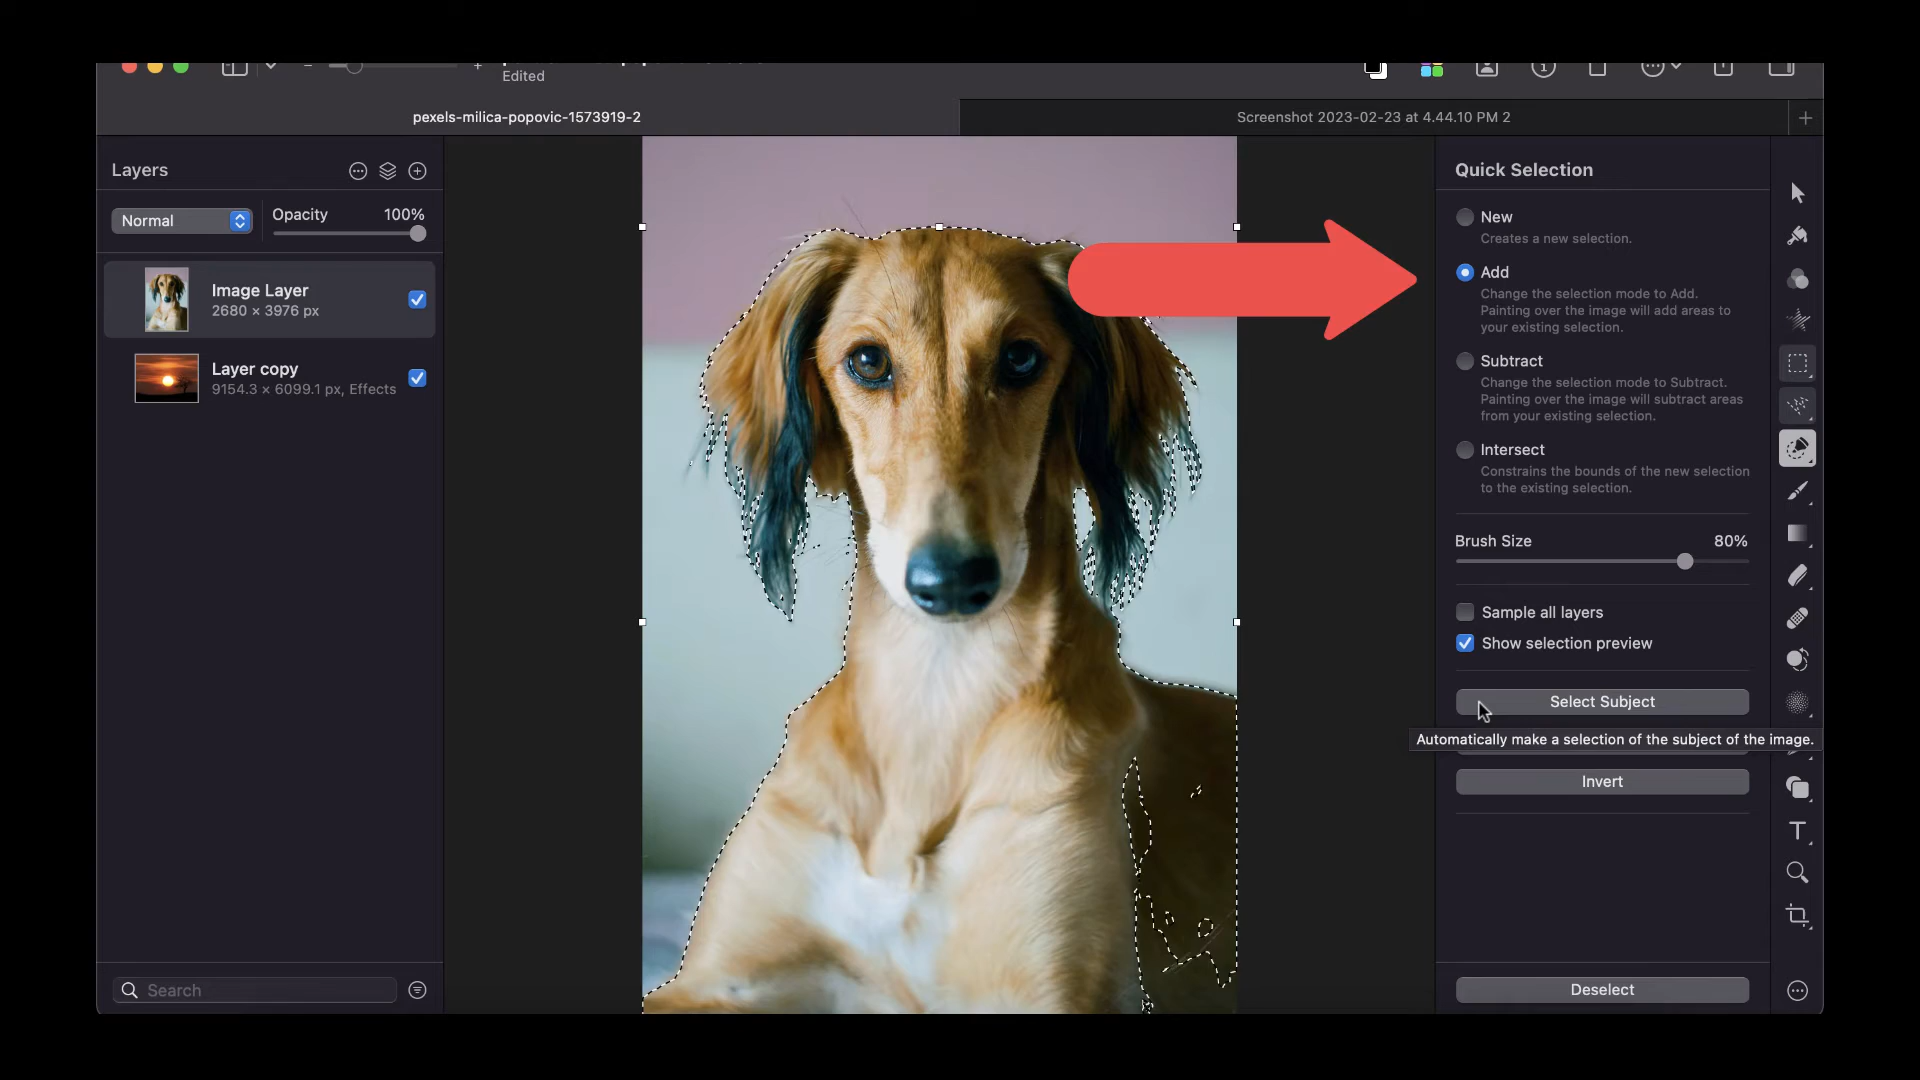 Edited
pexels-milica-popovic-1573919-2
Screenshot 2023-02-23 at 4.44.10 PM 2
Layers
Normal
Opacity 100%
Image Layer
2680 × 3976 px
Layer copy
9154.3 × 6099.1 px, Effects
Search
Quick Selection
New
Creates a new selection.
Add
Change the selection mode to Add.
Painting over the image will add areas to
your existing selection.
Subtract
Change the selection mode to Subtract.
Painting over the image will subtract areas
from your existing selection.
Intersect
Constrains the bounds of the new selection
to the existing selection.
Brush Size 80%
Sample all layers
Show selection preview
Select Subject
Automatically make a selection of the subject of the image.
Invert
Deselect